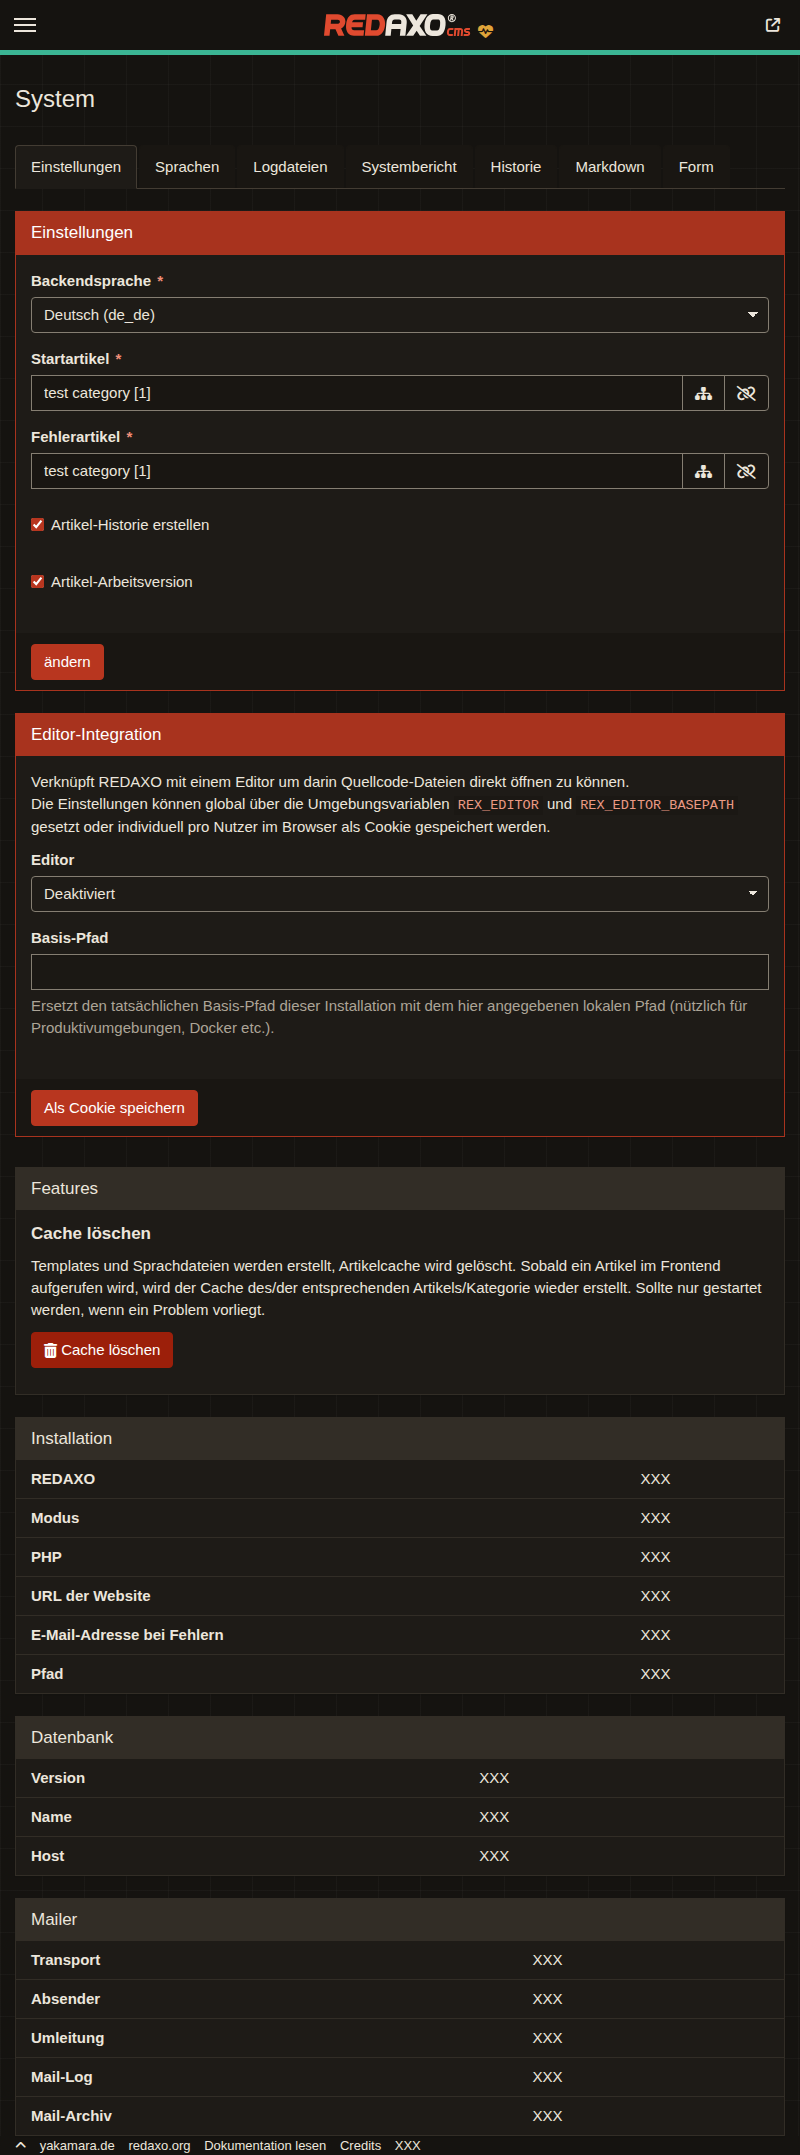 REDAXO® cms
System
Einstellungen Sprachen Logdateien Systembericht Historie Markdown Form
Einstellungen
Backendsprache *
Deutsch (de_de)
Startartikel *
test category [1]
Fehlerartikel *
test category [1]
Artikel-Historie erstellen
Artikel-Arbeitsversion
ändern
Editor-Integration
Verknüpft REDAXO mit einem Editor um darin Quellcode-Dateien direkt öffnen zu können.
Die Einstellungen können global über die Umgebungsvariablen REX_EDITOR und REX_EDITOR_BASEPATH
gesetzt oder individuell pro Nutzer im Browser als Cookie gespeichert werden.
Editor
Deaktiviert
Basis-Pfad
Ersetzt den tatsächlichen Basis-Pfad dieser Installation mit dem hier angegebenen lokalen Pfad (nützlich für
Produktivumgebungen, Docker etc.).
Als Cookie speichern
Features
Cache löschen
Templates und Sprachdateien werden erstellt, Artikelcache wird gelöscht. Sobald ein Artikel im Frontend
aufgerufen wird, wird der Cache des/der entsprechenden Artikels/Kategorie wieder erstellt. Sollte nur gestartet
werden, wenn ein Problem vorliegt.
Cache löschen
Installation
REDAXO XXX
Modus XXX
PHP XXX
URL der Website XXX
E-Mail-Adresse bei Fehlern XXX
Pfad XXX
Datenbank
Version XXX
Name XXX
Host XXX
Mailer
Transport XXX
Absender XXX
Umleitung XXX
Mail-Log XXX
Mail-Archiv XXX
yakamara.de redaxo.org Dokumentation lesen Credits XXX